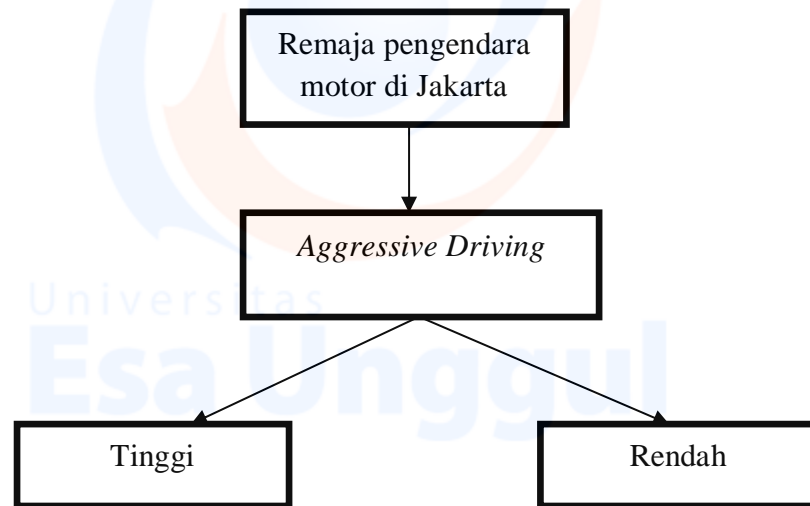 Remaja pengendara
motor di Jakarta
Aggressive Driving
Universitas
Esa Unggul
Tinggi
Rendah